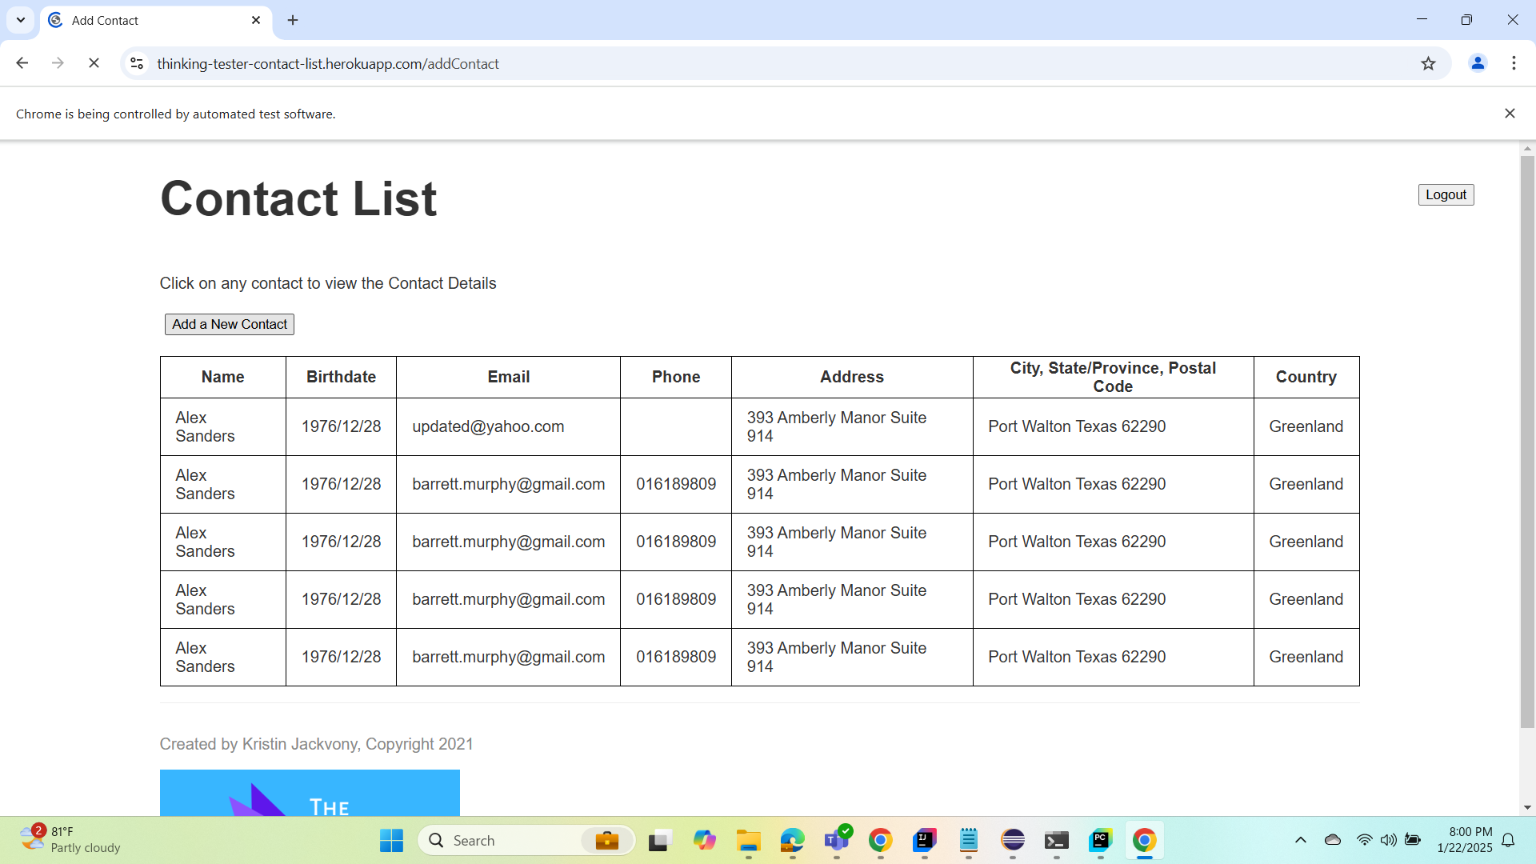 Add Contact
thinking-tester-contact-list.herokuapp.com/addContact
Chrome is being controlled by automated test software.
Contact List
Logout
Click on any contact to view the Contact Details
Add a New Contact
Name Birthdate Email Phone Address City, State/Province, Postal Code Country
Alex Sanders 1976/12/28 updated@yahoo.com 393 Amberly Manor Suite 914 Port Walton Texas 62290 Greenland
Alex Sanders 1976/12/28 barrett.murphy@gmail.com 016189809 393 Amberly Manor Suite 914 Port Walton Texas 62290 Greenland
Alex Sanders 1976/12/28 barrett.murphy@gmail.com 016189809 393 Amberly Manor Suite 914 Port Walton Texas 62290 Greenland
Alex Sanders 1976/12/28 barrett.murphy@gmail.com 016189809 393 Amberly Manor Suite 914 Port Walton Texas 62290 Greenland
Alex Sanders 1976/12/28 barrett.murphy@gmail.com 016189809 393 Amberly Manor Suite 914 Port Walton Texas 62290 Greenland
Created by Kristin Jackvony, Copyright 2021
THE
2
81°F
Partly cloudy
Search
T
IJ
PC
8:00 PM
1/22/2025